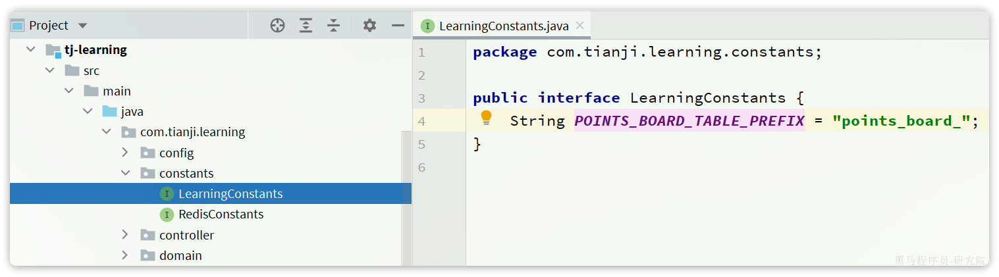 Project
tj-learning
src
main
java
com.tianji.learning
config
constants
I LearningConstants
I RedisConstants
controller
domain
I LearningConstants.java
1 package com.tianji.learning.constants;
2
3 public interface LearningConstants {
4 String POINTS_BOARD_TABLE_PREFIX = "points_board_";
5 }
6
黑马程序员-研究院